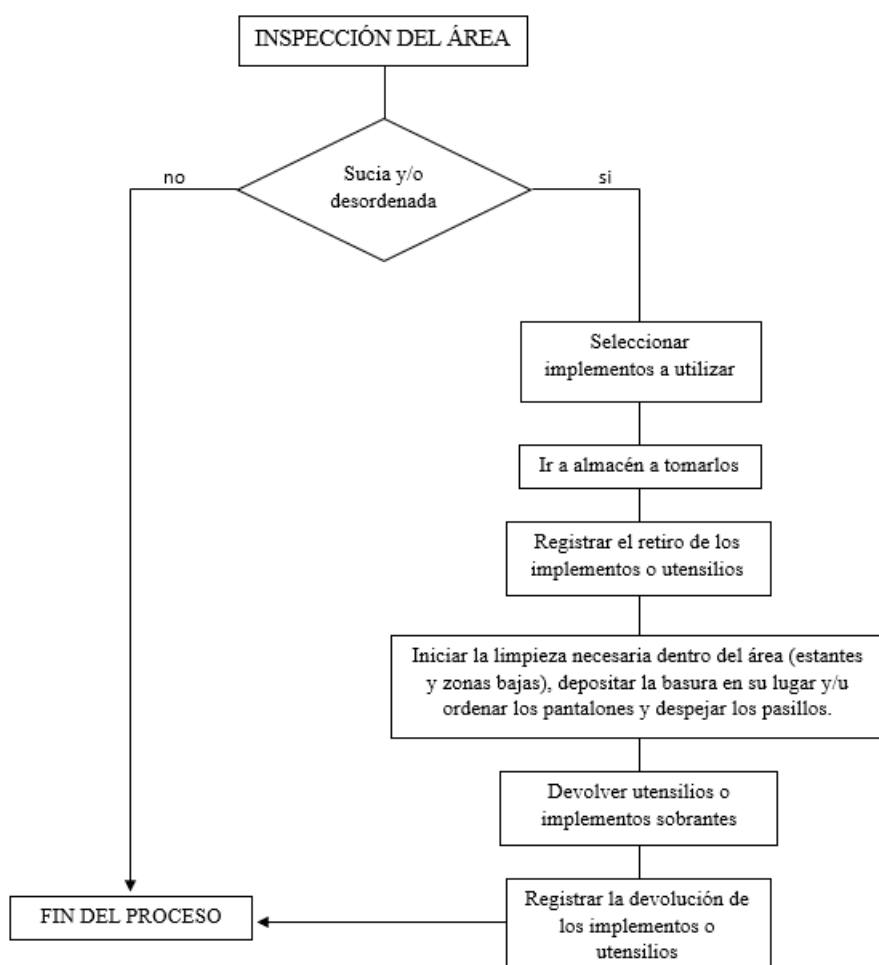 INSPECCIÓN DEL ÁREA
Sucia y/o
desordenada
no
si
Seleccionar
implementos a utilizar
Ir a almacén a tomarlos
Registrar el retiro de los
implementos o utensilios
Iniciar la limpieza necesaria dentro del área (estantes
y zonas bajas), depositar la basura en su lugar y/u
ordenar los pantalones y despejar los pasillos.
Devolver utensilios o
implementos sobrantes
Registrar la devolución de
los implementos o
utensilios
FIN DEL PROCESO